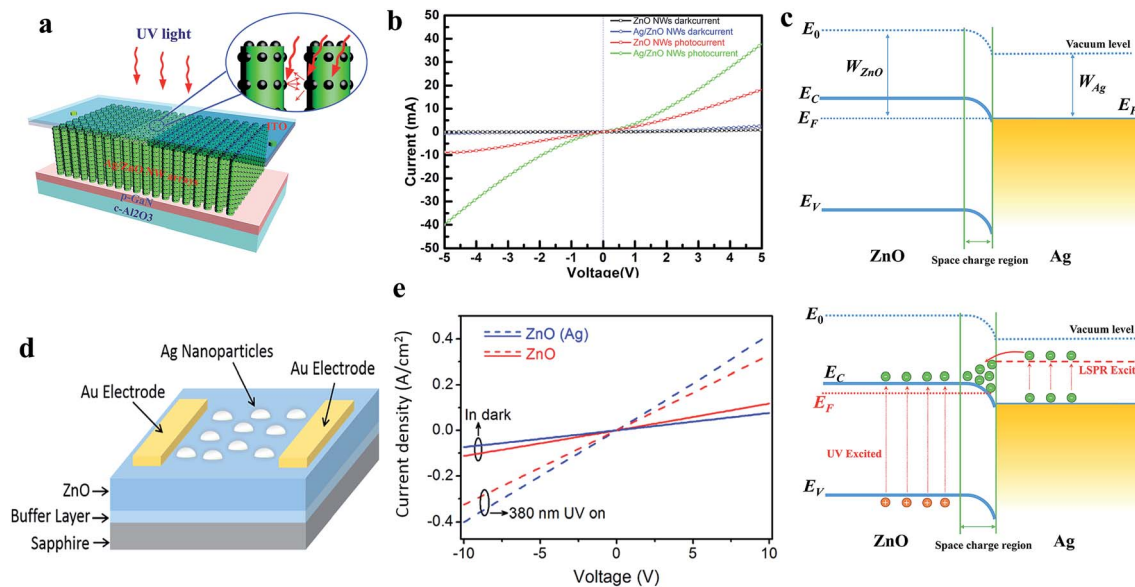 a
UV light
ITO
Ag/ZnO NW arrays
p-GaN
c-Al2O3
b
ZnO NWs darkcurrent
Ag/ZnO NWs darkcurrent
ZnO NWs photocurrent
Ag/ZnO NWs photocurrent
Current (mA)
50
40
30
20
10
0
-10
-20
-30
-40
-50
-5 -4 -3 -2 -1 0 1 2 3 4 5
Voltage(V)
c
E0
Vacuum level
WZnO
WAg
EC
EF
EF
EV
ZnO
Space charge region
Ag
d
Ag Nanoparticles
Au Electrode
Au Electrode
ZnO
Buffer Layer
Sapphire
e
ZnO (Ag)
ZnO
In dark
380 nm UV on
Current density (A/cm²)
0.4
0.2
0.0
-0.2
-0.4
-10 -5 0 5 10
Voltage (V)
E0
Vacuum level
LSPR Excit
EC
EF
UV Excited
EV
ZnO
Space charge region
Ag